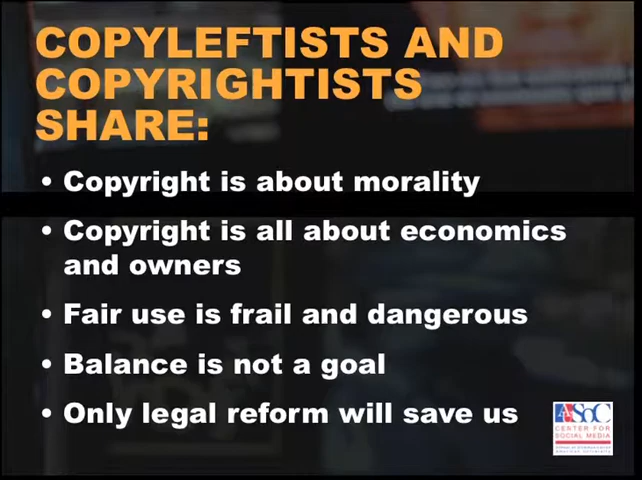 COPYLEFTISTS AND
COPYRIGHTISTS
SHARE:
• Copyright is about morality
• Copyright is all about economics
and owners
• Fair use is frail and dangerous
• Balance is not a goal
• Only legal reform will save us
CENTER FOR
SOCIAL MEDIA